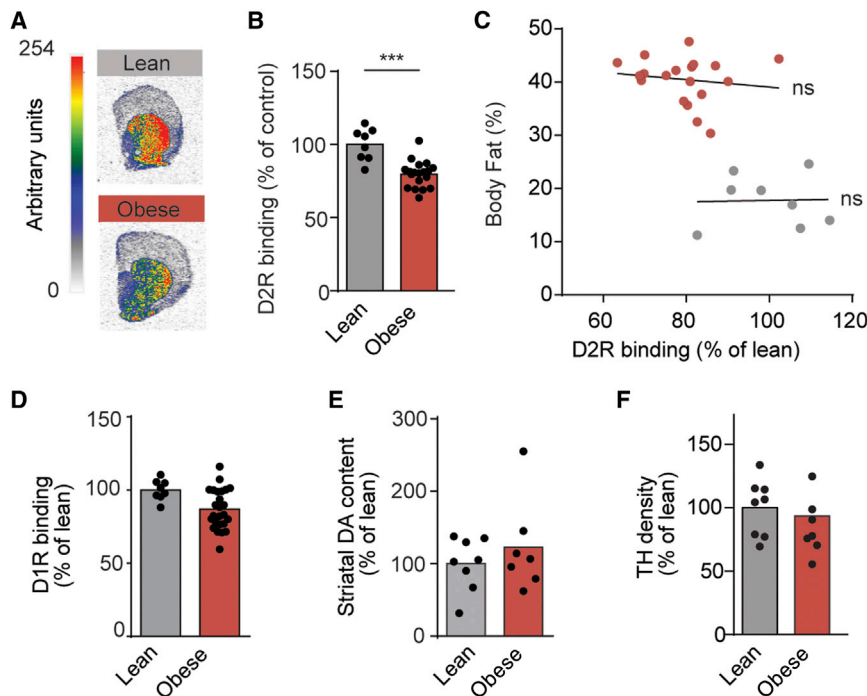 A
254
Arbitrary units
0
Lean
Obese
B
***
D2R binding (% of control)
150
100
50
0
Lean
Obese
C
Body Fat (%)
50
40
30
20
10
0
ns
ns
60
80
100
120
D2R binding (% of lean)
D
D1R binding
(% of lean)
150
100
50
0
Lean
Obese
E
Striatal DA content
(% of lean)
300
200
100
0
Lean
Obese
F
TH density
(% of lean)
150
100
50
0
Lean
Obese